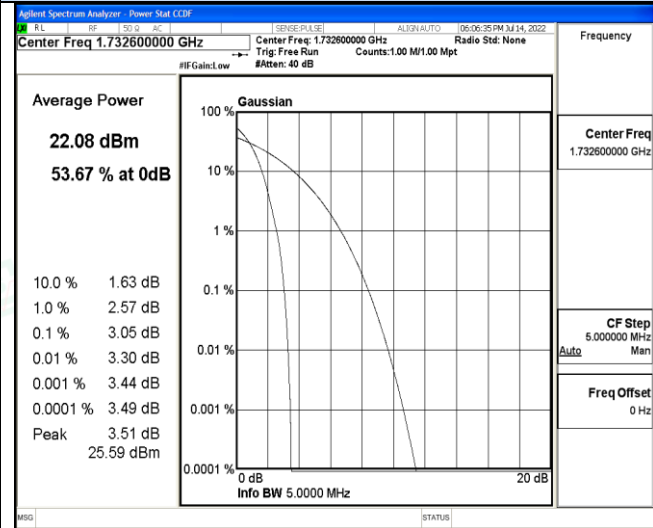 Agilent Spectrum Analyzer - Power Stat CCDF
RL RF 50 Ω AC SENSE:PULSE ALIGN AUTO 06:06:35 PM Jul 14, 2022
Center Freq 1.732600000 GHz
Center Freq: 1.732600000 GHz Radio Std: None
Trig: Free Run Counts:1.00 M/1.00 Mpt
#IFGain:Low #Atten: 40 dB
Frequency
Average Power
22.08 dBm
53.67 % at 0dB
10.0 % 1.63 dB
1.0 % 2.57 dB
0.1 % 3.05 dB
0.01 % 3.30 dB
0.001 % 3.44 dB
0.0001 % 3.49 dB
Peak 3.51 dB
25.59 dBm
Gaussian
100 %
10 %
1 %
0.1 %
0.01 %
0.001 %
0.0001 %
0 dB 20 dB
Info BW 5.0000 MHz
Center Freq
1.732600000 GHz
CF Step
5.000000 MHz
Auto Man
Freq Offset
0 Hz
MSG STATUS